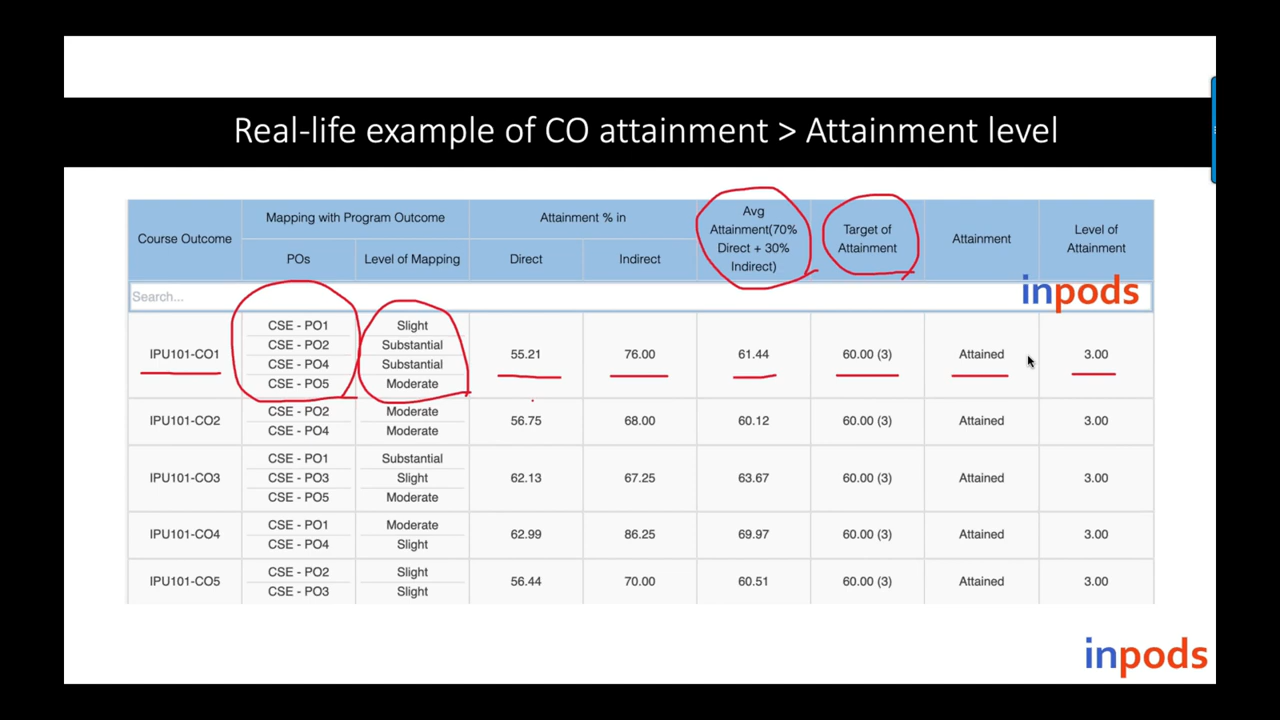 Real-life example of CO attainment > Attainment level
Course Outcome
Mapping with Program Outcome
POs
Level of Mapping
Attainment % in
Direct
Indirect
Avg
Attainment(70%
Direct + 30%
Indirect)
Target of
Attainment
Attainment
Level of
Attainment
Search...
inpods
IPU101-CO1
CSE - PO1 Slight
CSE - PO2 Substantial
CSE - PO4 Substantial
CSE - PO5 Moderate
55.21 76.00 61.44 60.00 (3) Attained 3.00
IPU101-CO2
CSE - PO2 Moderate
CSE - PO4 Moderate
56.75 68.00 60.12 60.00 (3) Attained 3.00
IPU101-CO3
CSE - PO1 Substantial
CSE - PO3 Slight
CSE - PO5 Moderate
62.13 67.25 63.67 60.00 (3) Attained 3.00
IPU101-CO4
CSE - PO1 Moderate
CSE - PO4 Slight
62.99 86.25 69.97 60.00 (3) Attained 3.00
IPU101-CO5
CSE - PO2 Slight
CSE - PO3 Slight
56.44 70.00 60.51 60.00 (3) Attained 3.00
inpods